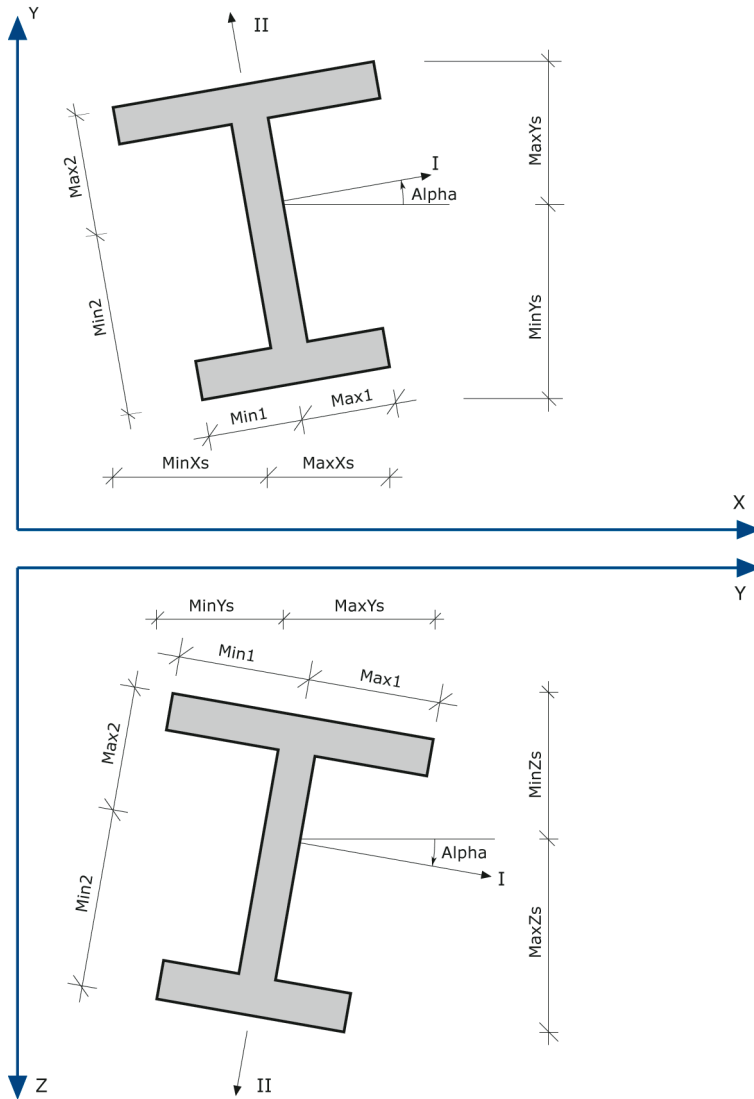 Y
II
MaxYs
Max2
I
Alpha
Min2
MinYs
Max1
Min1
MinXs
MaxXs
X
Y
MinYs
MaxYs
Min1
Max1
Max2
MinZs
Alpha
I
Min2
MaxZs
Z
II